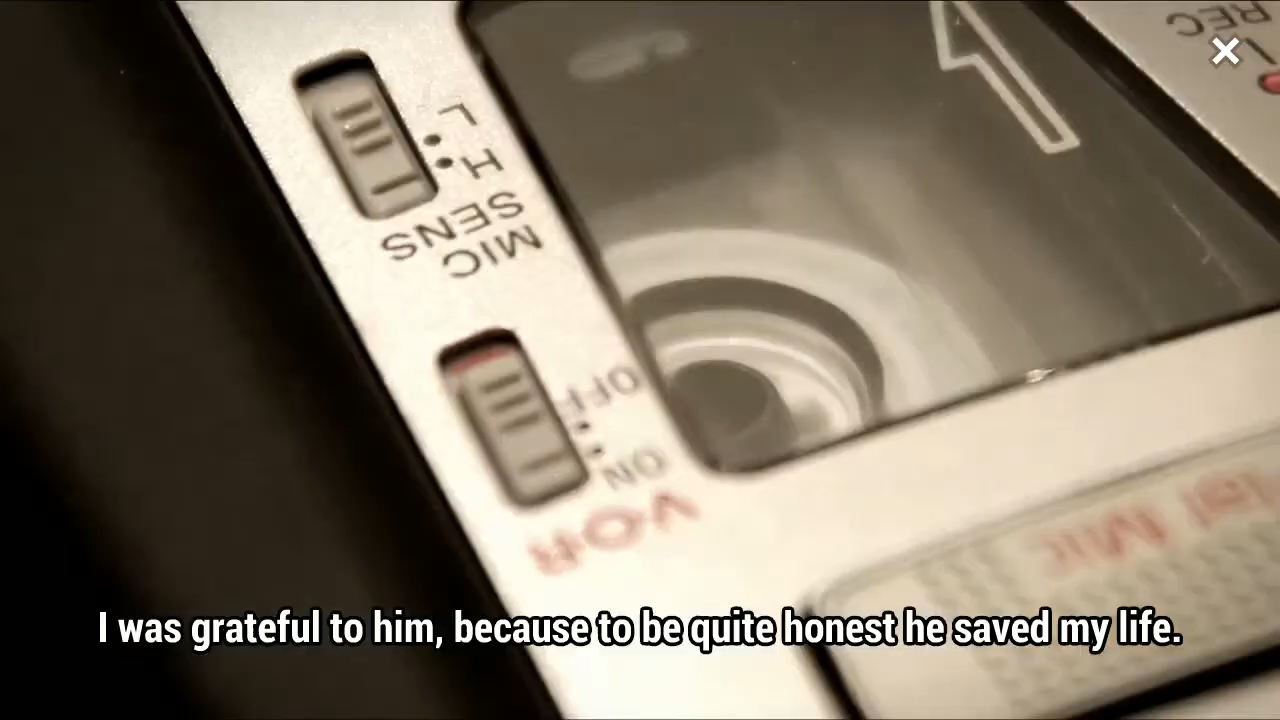 REC
L
H
MIC
SENS
OFF
ON
VOR
Mic
I was grateful to him, because to be quite honest he saved my life.